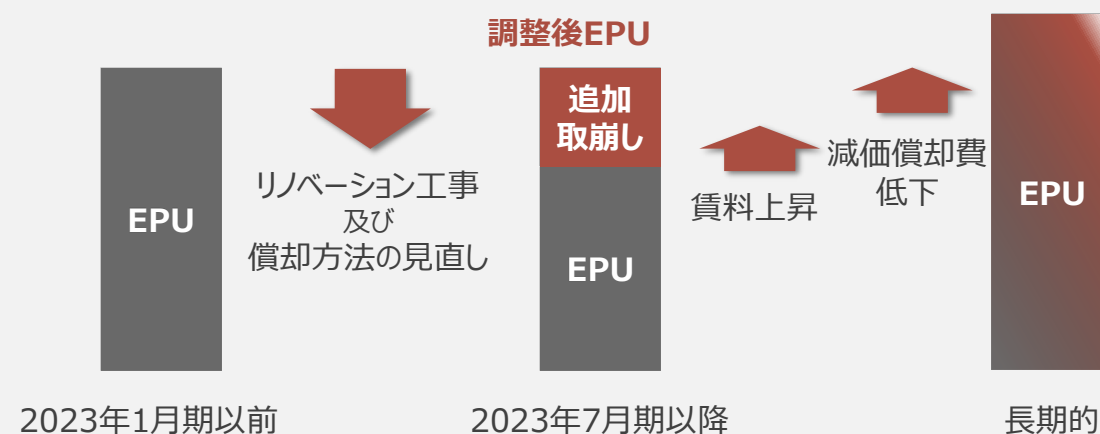 調整後EPU
追加
取崩し
EPU
リノベーション工事
及び
償却方法の見直し
EPU
賃料上昇
減価償却費
低下
EPU
2023年1月期以前
2023年7月期以降
長期的